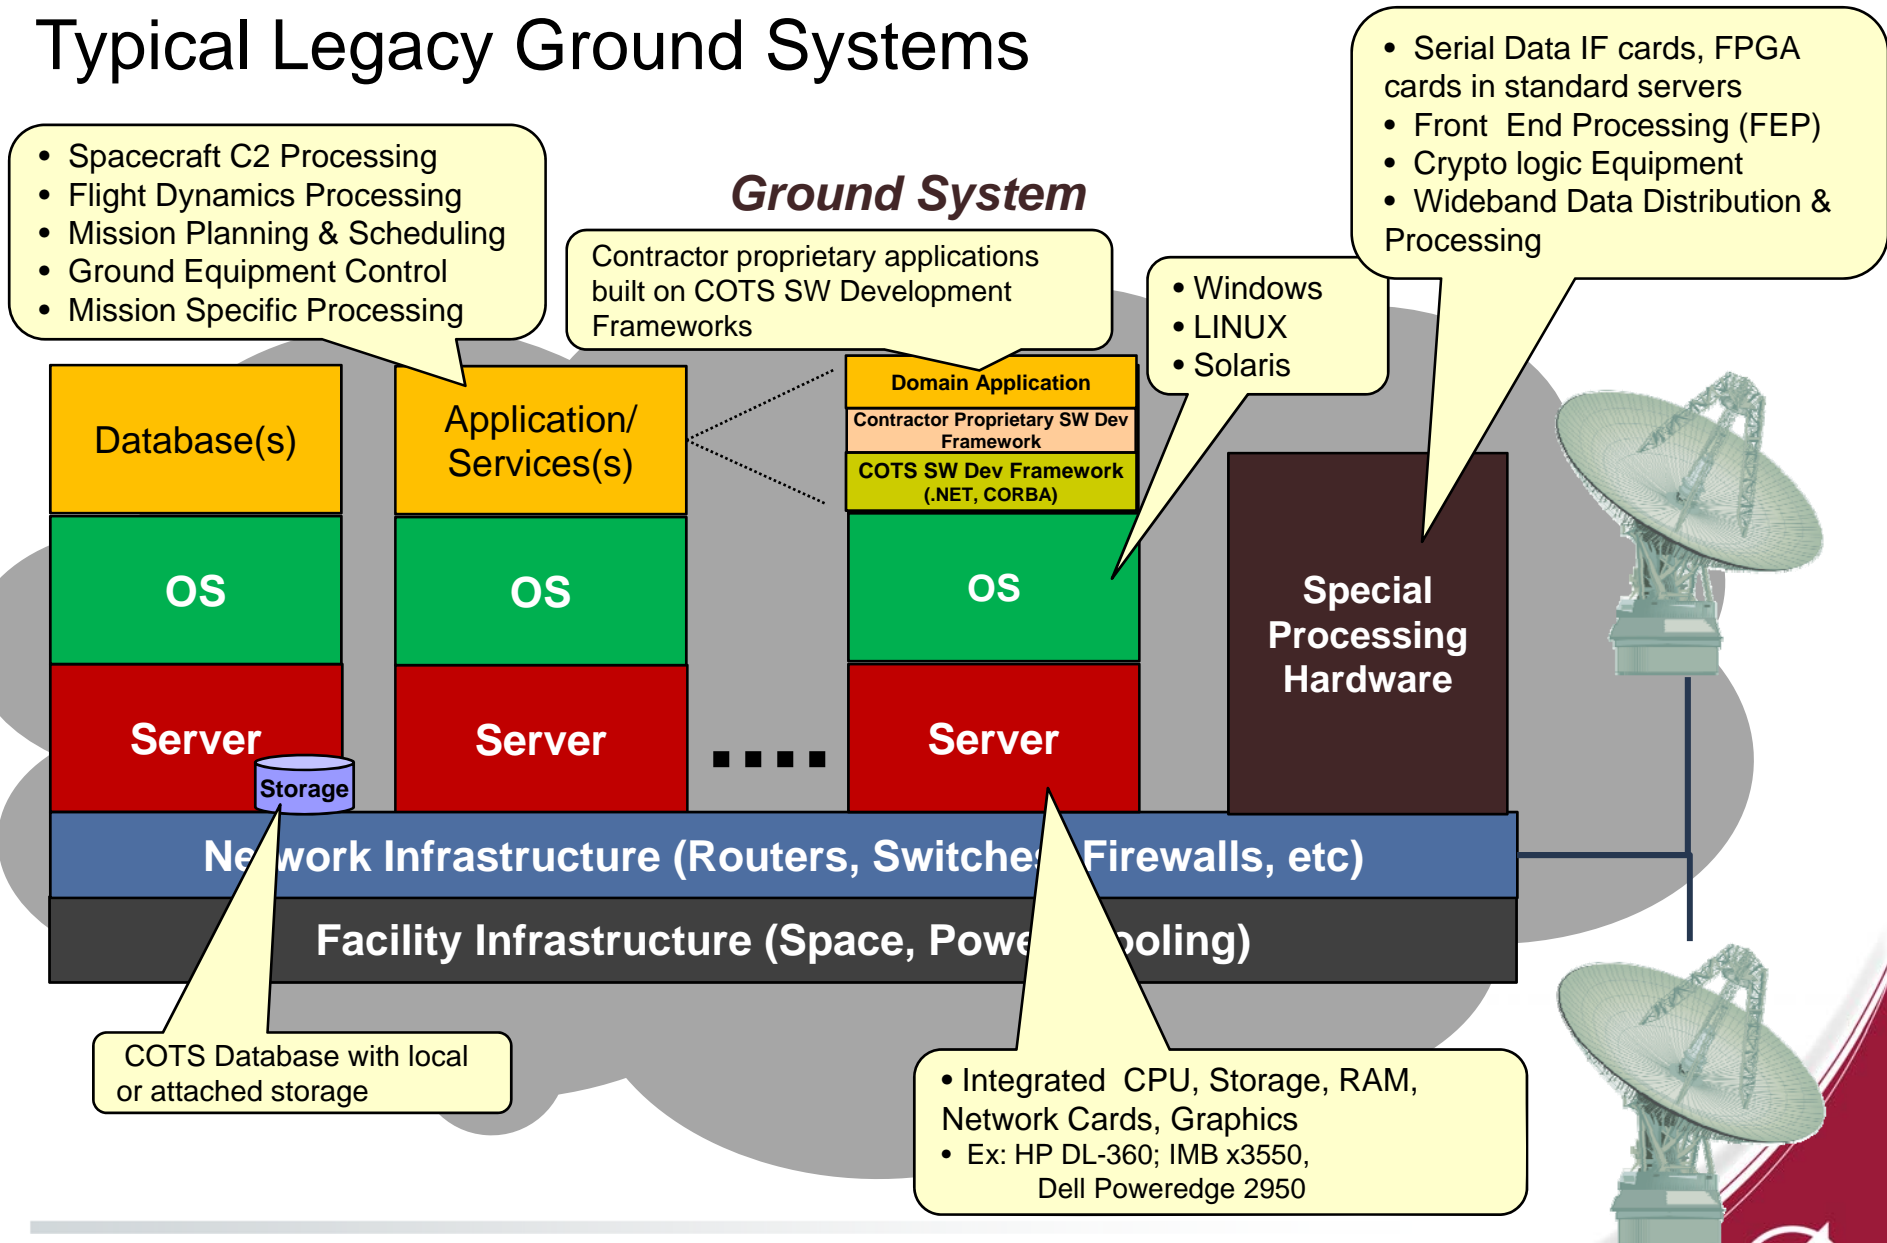 Typical Legacy Ground Systems
• Serial Data IF cards, FPGA
cards in standard servers
• Front End Processing (FEP)
• Crypto logic Equipment
• Wideband Data Distribution &
Processing
• Spacecraft C2 Processing
• Flight Dynamics Processing
• Mission Planning & Scheduling
• Ground Equipment Control
• Mission Specific Processing
Ground System
Contractor proprietary applications
built on COTS SW Development
Frameworks
• Windows
• LINUX
• Solaris
Database(s)
Application/
Services(s)
Domain Application
Contractor Proprietary SW Dev
Framework
COTS SW Dev Framework
(.NET, CORBA)
OS
OS
OS
Special
Processing
Hardware
Server
Server
....
Server
Storage
Network Infrastructure (Routers, Switches, Firewalls, etc)
Facility Infrastructure (Space, Power, Cooling)
COTS Database with local
or attached storage
• Integrated CPU, Storage, RAM,
Network Cards, Graphics
• Ex: HP DL-360; IMB x3550,
Dell Poweredge 2950